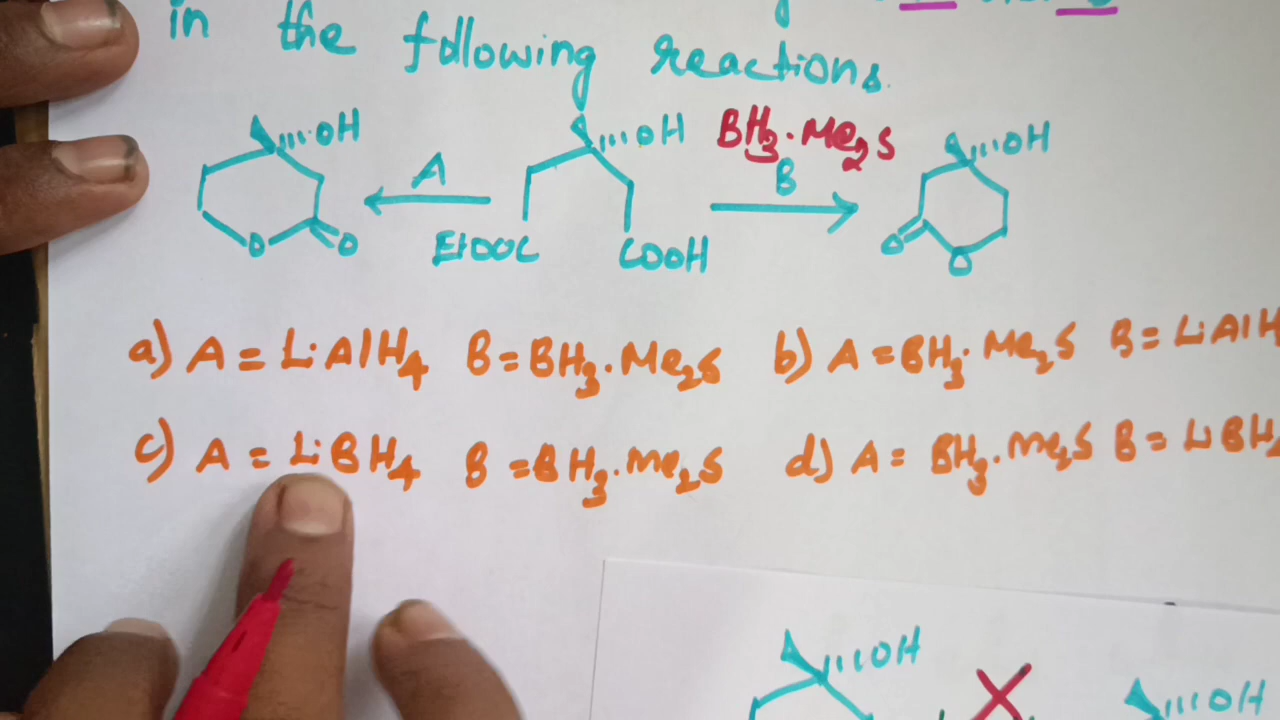 in the following reactions.
OH OH BH3.Me2S OH
A B
O O EtOOC COOH O O
a) A = LiAlH4 B = BH3.Me2S b) A = BH3.Me2S B = LiAlH
c) A = LiBH4 B = BH3.Me2S d) A = BH3.Me2S B = LiBH4
OH
OH